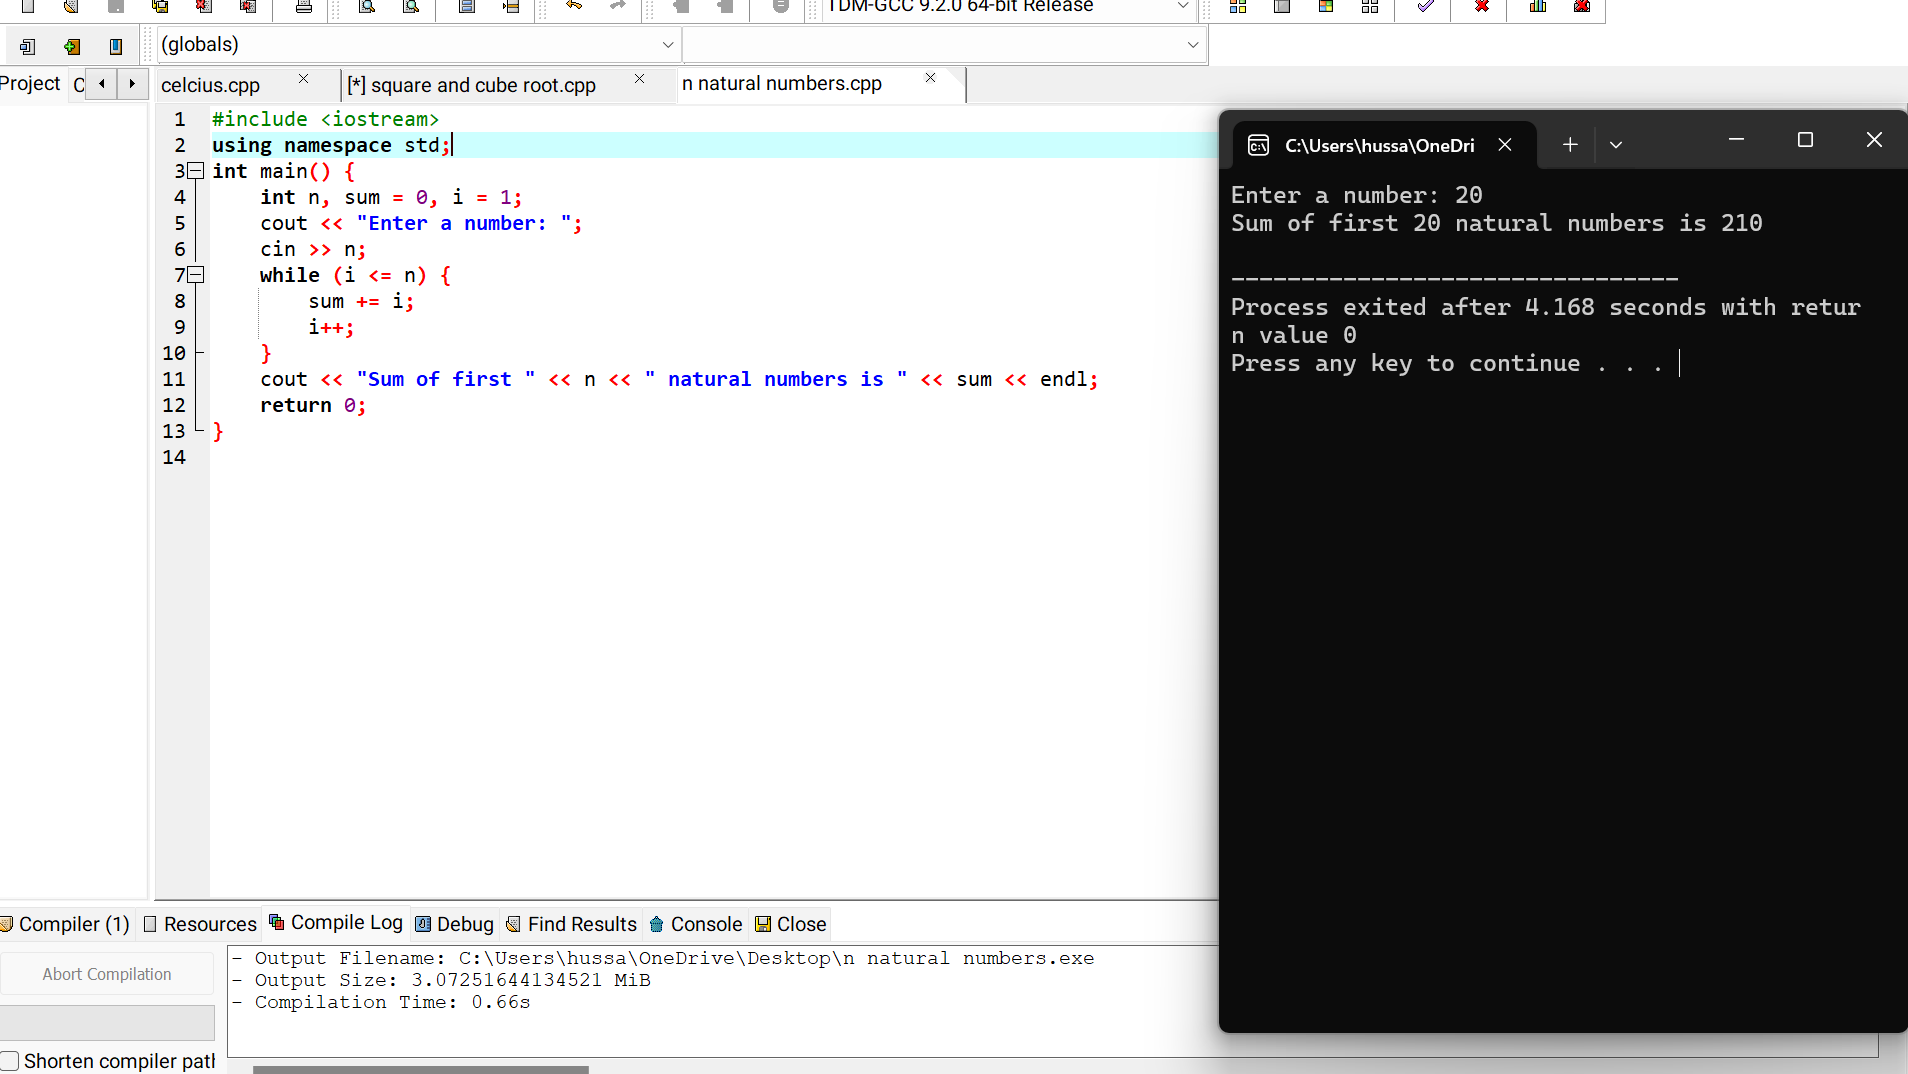 TDM-GCC 9.2.0 64-bit Release
(globals)
Project
celcius.cpp
[*] square and cube root.cpp
n natural numbers.cpp
1 #include <iostream>
2 using namespace std;
3 int main() {
4 int n, sum = 0, i = 1;
5 cout << "Enter a number: ";
6 cin >> n;
7 while (i <= n) {
8 sum += i;
9 i++;
10 }
11 cout << "Sum of first " << n << " natural numbers is " << sum << endl;
12 return 0;
13 }
14
C:\Users\hussa\OneDri
Enter a number: 20
Sum of first 20 natural numbers is 210
--------------------------------
Process exited after 4.168 seconds with retur
n value 0
Press any key to continue . . .
Compiler (1) Resources Compile Log Debug Find Results Console Close
Abort Compilation
- Output Filename: C:\Users\hussa\OneDrive\Desktop\n natural numbers.exe
- Output Size: 3.07251644134521 MiB
- Compilation Time: 0.66s
Shorten compiler path